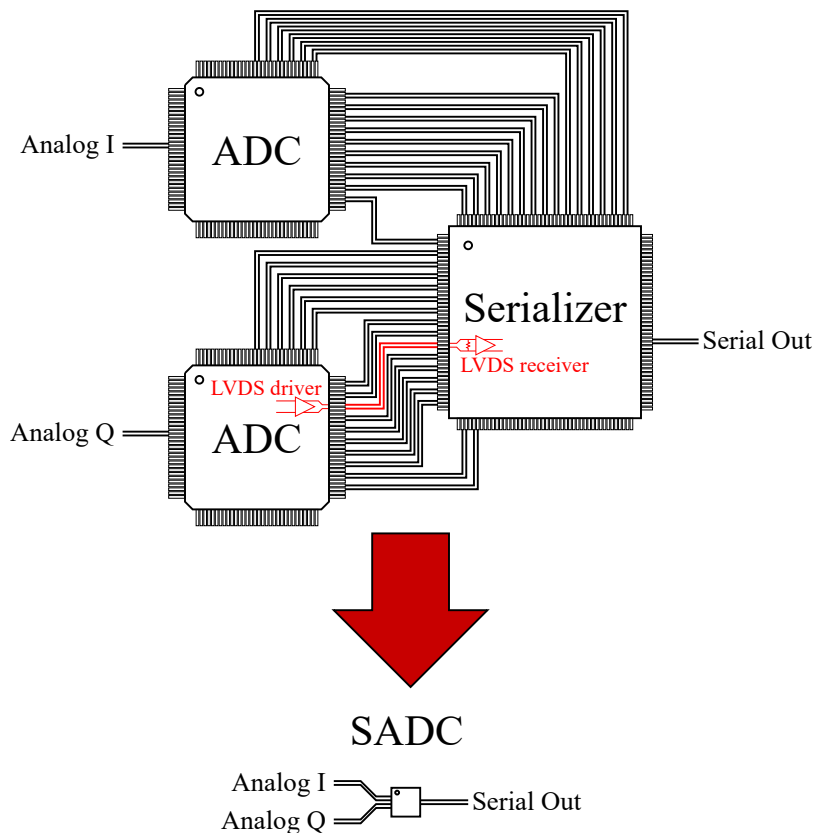 Analog I
ADC
Serializer
Serial Out
LVDS receiver
LVDS driver
Analog Q
ADC
SADC
Analog I
Serial Out
Analog Q